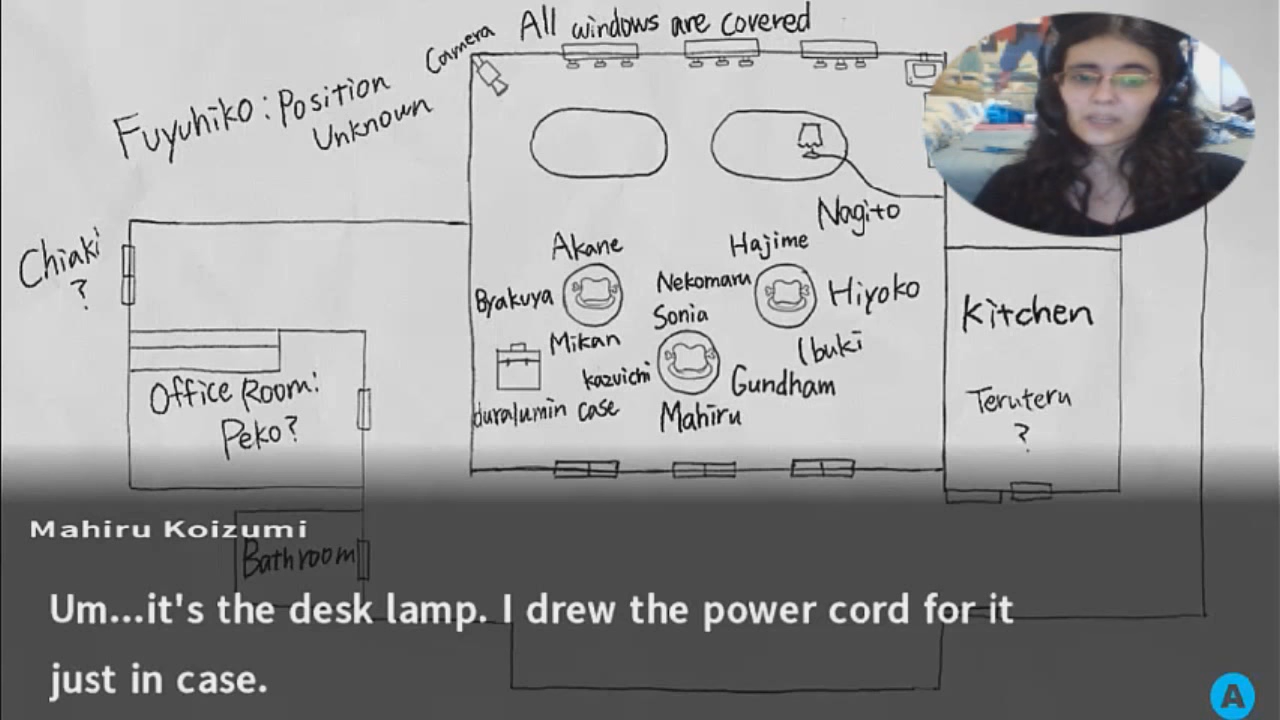 Camera
All windows are covered
Fuyuhiko: Position
Unknown
Nagito
Chiaki
?
Akane
Hajime
Byakuya
Nekomaru
Hiyoko
Sonia
Kitchen
Mikan
Ibuki
kazuichi
Gundham
duralumin case
Mahiru
Office Room:
Peko?
Teruteru
?
Mahiru Koizumi
Bathroom
Um...it's the desk lamp. I drew the power cord for it
just in case.
A